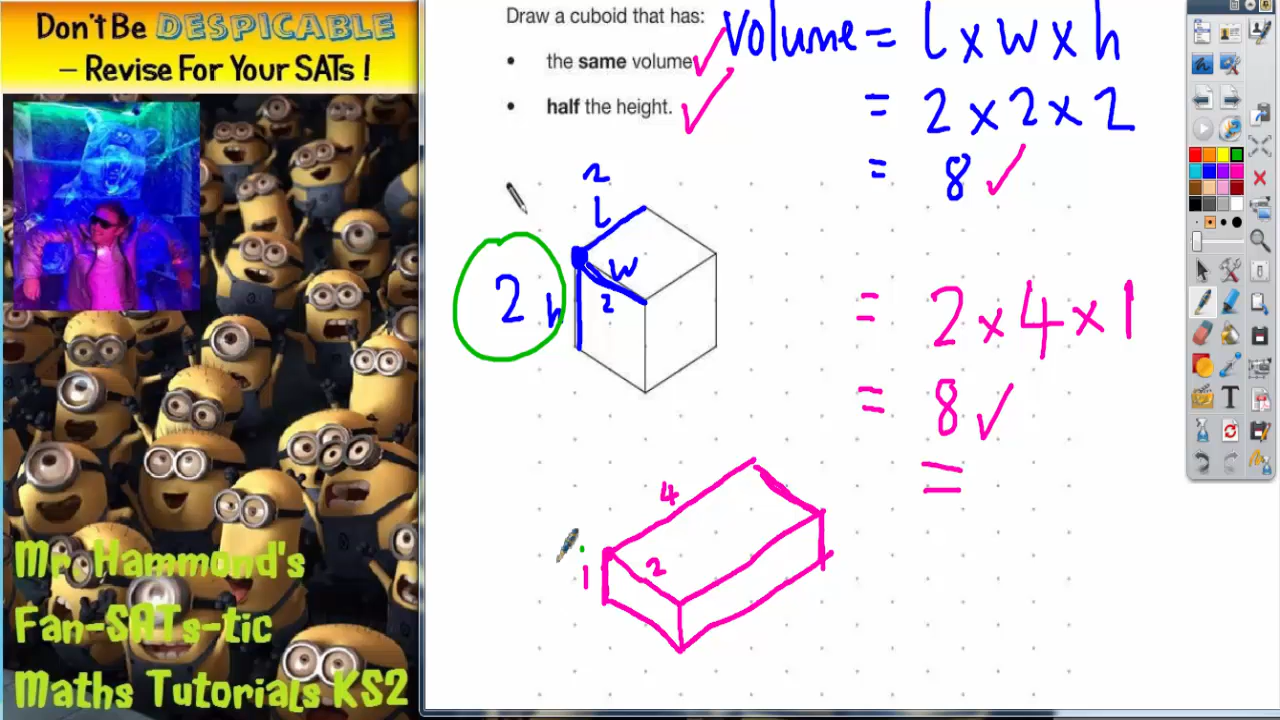 Don't Be DESPICABLE
– Revise For Your SATs !
Mr Hammond's
Fan-SATs-tic
Maths Tutorials KS2
Draw a cuboid that has:
• the same volume
• half the height.
Volume = l x w x h
= 2 x 2 x 2
= 8
2
l
w
2
2 h
= 2 x 4 x 1
= 8
=
4
2
1
T